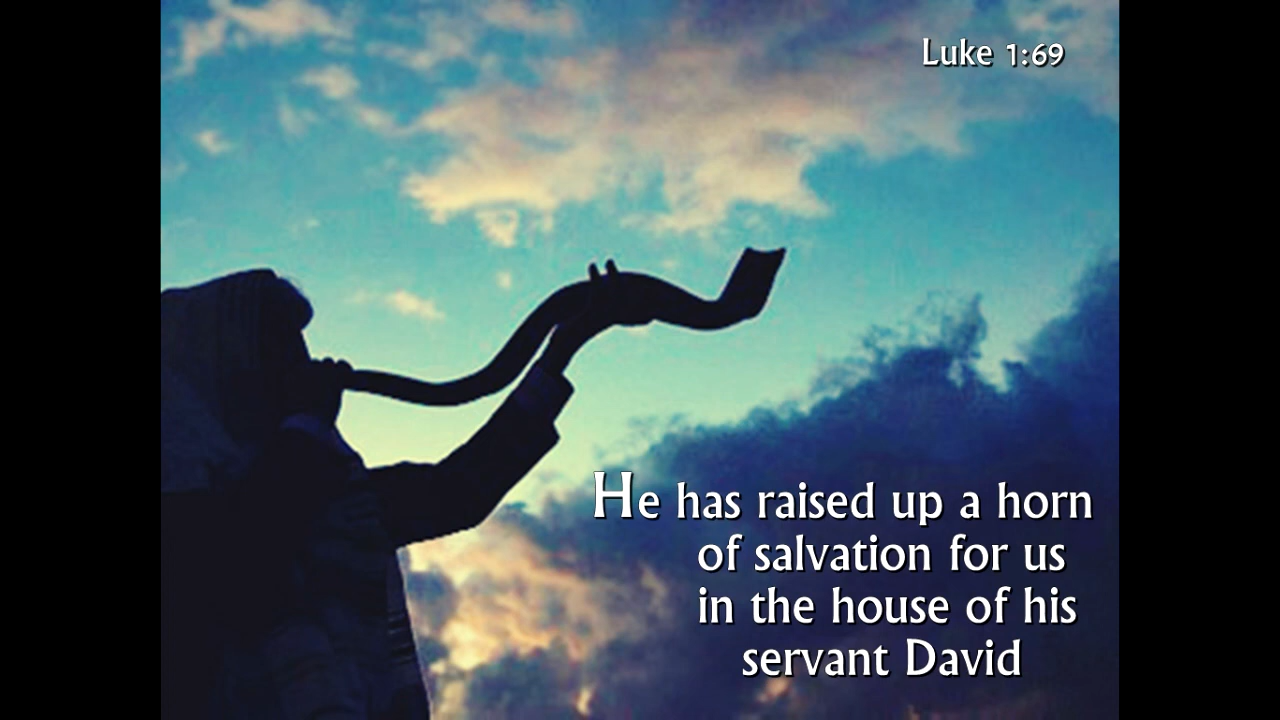 Luke 1:69
He has raised up a horn
of salvation for us
in the house of his
servant David